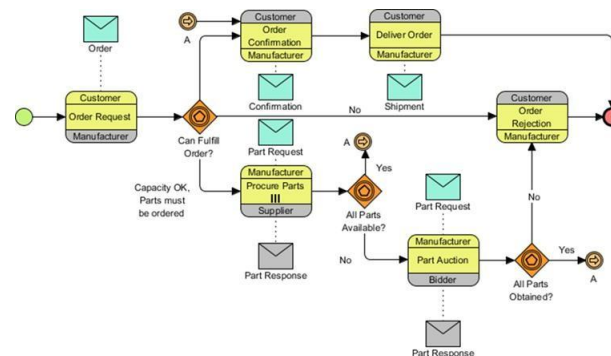 Order
Customer
Order Request
Manufacturer
A
Customer
Order
Confirmation
Manufacturer
Confirmation
Customer
Deliver Order
Manufacturer
Shipment
Can Fulfill
Order?
No
Customer
Order
Rejection
Manufacturer
Capacity OK,
Parts must
be ordered
Part Request
Manufacturer
Procure Parts
Supplier
Part Response
A
Yes
All Parts
Available?
No
Part Request
Manufacturer
Part Auction
Bidder
Part Response
No
Yes
All Parts
Obtained?
A